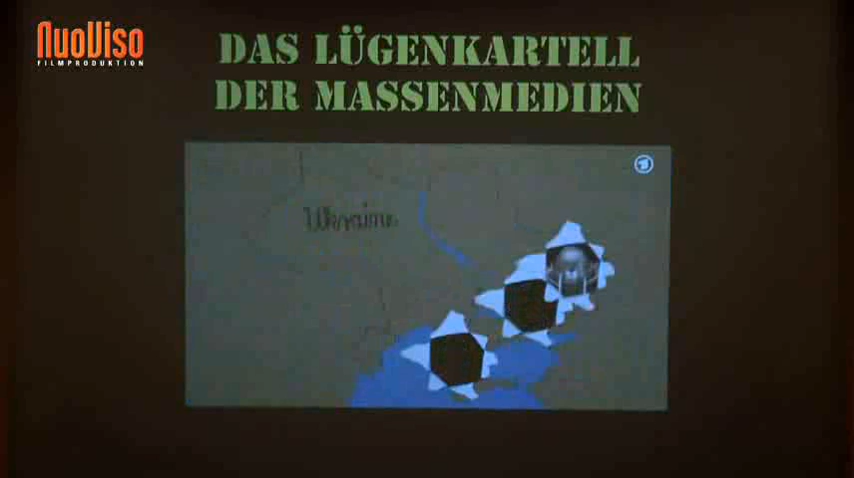 NuoViso
FILMPRODUKTION
DAS LÜGENKARTELL
DER MASSENMEDIEN
Ukraine